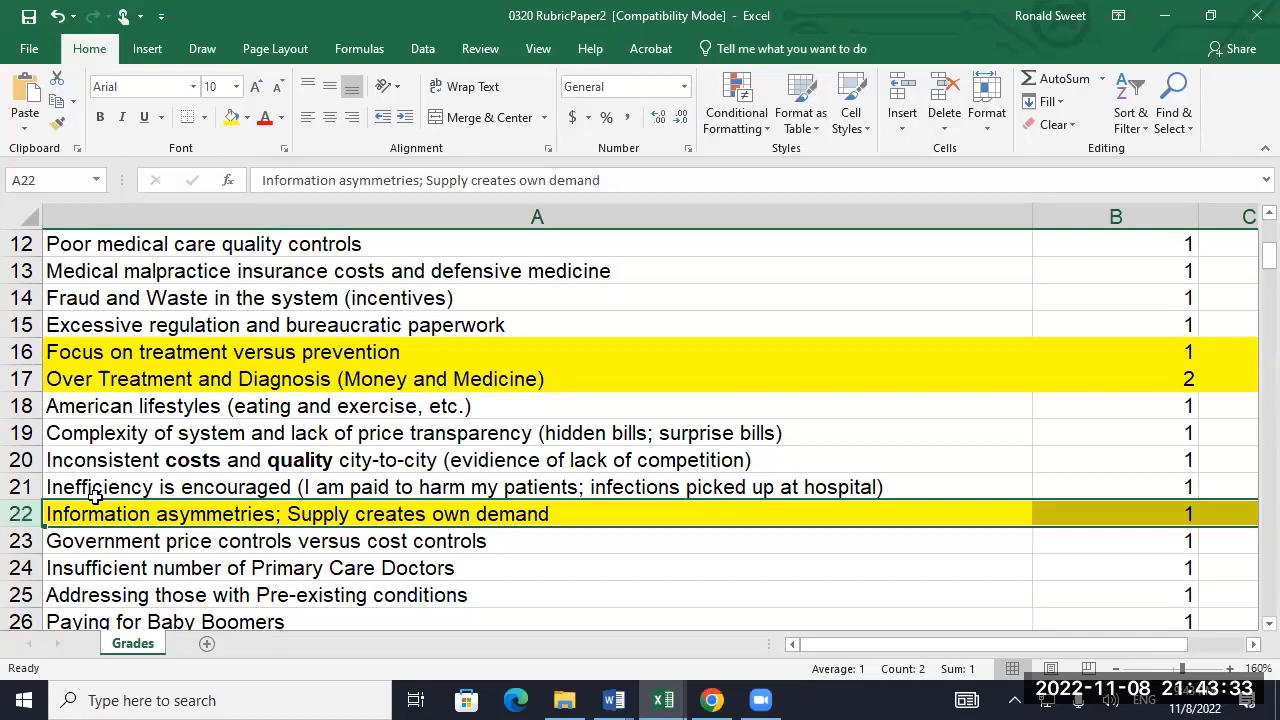 0320 RubricPaper2 [Compatibility Mode] - Excel
Ronald Sweet
File Home Insert Draw Page Layout Formulas Data Review View Help Acrobat Tell me what you want to do Share
Arial 10 Wrap Text General AutoSum
Paste B I U Merge & Center $ % , Conditional Formatting Format as Table Cell Styles Insert Delete Format Fill Clear Sort & Filter Find & Select
Clipboard Font Alignment Number Styles Cells Editing
A22 fx Information asymmetries; Supply creates own demand
A B C
12 Poor medical care quality controls 1
13 Medical malpractice insurance costs and defensive medicine 1
14 Fraud and Waste in the system (incentives) 1
15 Excessive regulation and bureaucratic paperwork 1
16 Focus on treatment versus prevention 1
17 Over Treatment and Diagnosis (Money and Medicine) 2
18 American lifestyles (eating and exercise, etc.) 1
19 Complexity of system and lack of price transparency (hidden bills; surprise bills) 1
20 Inconsistent costs and quality city-to-city (evidence of lack of competition) 1
21 Inefficiency is encouraged (I am paid to harm my patients; infections picked up at hospital) 1
22 Information asymmetries; Supply creates own demand 1
23 Government price controls versus cost controls 1
24 Insufficient number of Primary Care Doctors 1
25 Addressing those with Pre-existing conditions 1
26 Paying for Baby Boomers 1
Grades
Ready Average: 1 Count: 2 Sum: 1 160%
Type here to search ENG 2022-11-08 21:43:33
11/8/2022